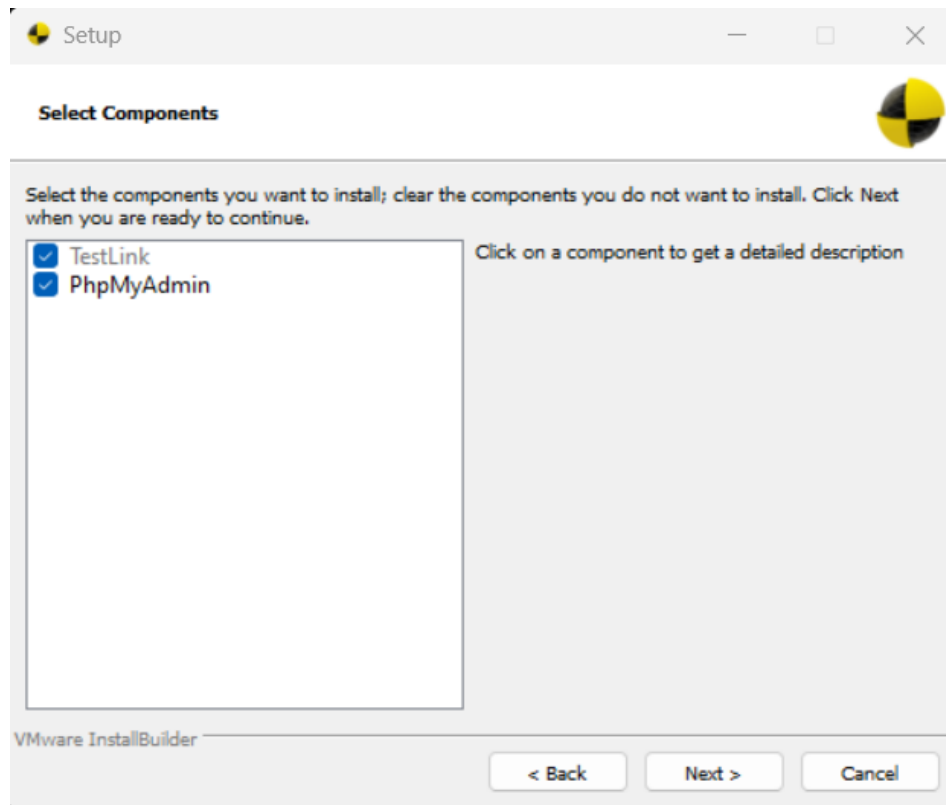 Setup
Select Components
Select the components you want to install; clear the components you do not want to install. Click Next
when you are ready to continue.
TestLink
Click on a component to get a detailed description
PhpMyAdmin
VMware InstallBuilder
< Back
Next >
Cancel